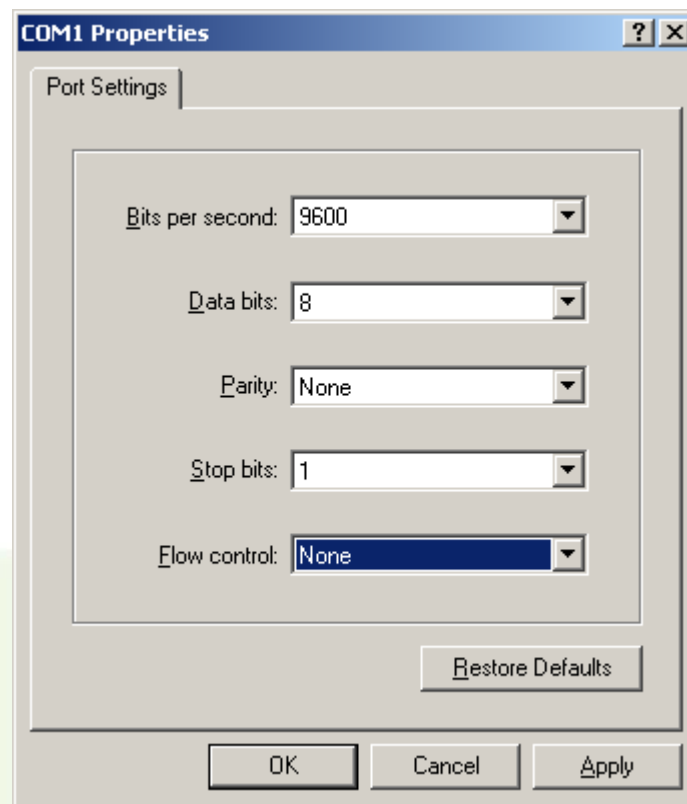 COM1 Properties
Port Settings
Bits per second: 9600
Data bits: 8
Parity: None
Stop bits: 1
Flow control: None
Restore Defaults
OK Cancel Apply